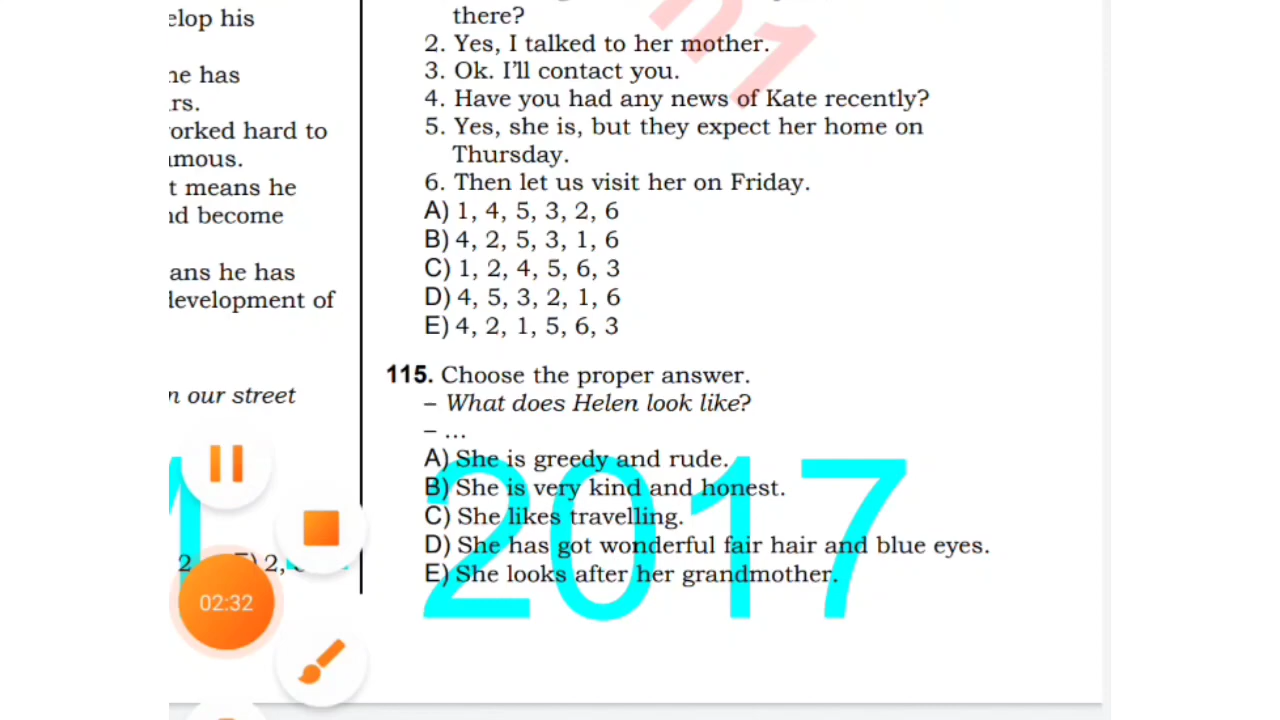 elop his
he has
rs.
orked hard to
mous.
t means he
nd become
ans he has
development of
n our street
2 E) 2,
there?
2. Yes, I talked to her mother.
3. Ok. I'll contact you.
4. Have you had any news of Kate recently?
5. Yes, she is, but they expect her home on
Thursday.
6. Then let us visit her on Friday.
A) 1, 4, 5, 3, 2, 6
B) 4, 2, 5, 3, 1, 6
C) 1, 2, 4, 5, 6, 3
D) 4, 5, 3, 2, 1, 6
E) 4, 2, 1, 5, 6, 3
115. Choose the proper answer.
– What does Helen look like?
– ...
A) She is greedy and rude.
B) She is very kind and honest.
C) She likes travelling.
D) She has got wonderful fair hair and blue eyes.
E) She looks after her grandmother.
2017
02:32